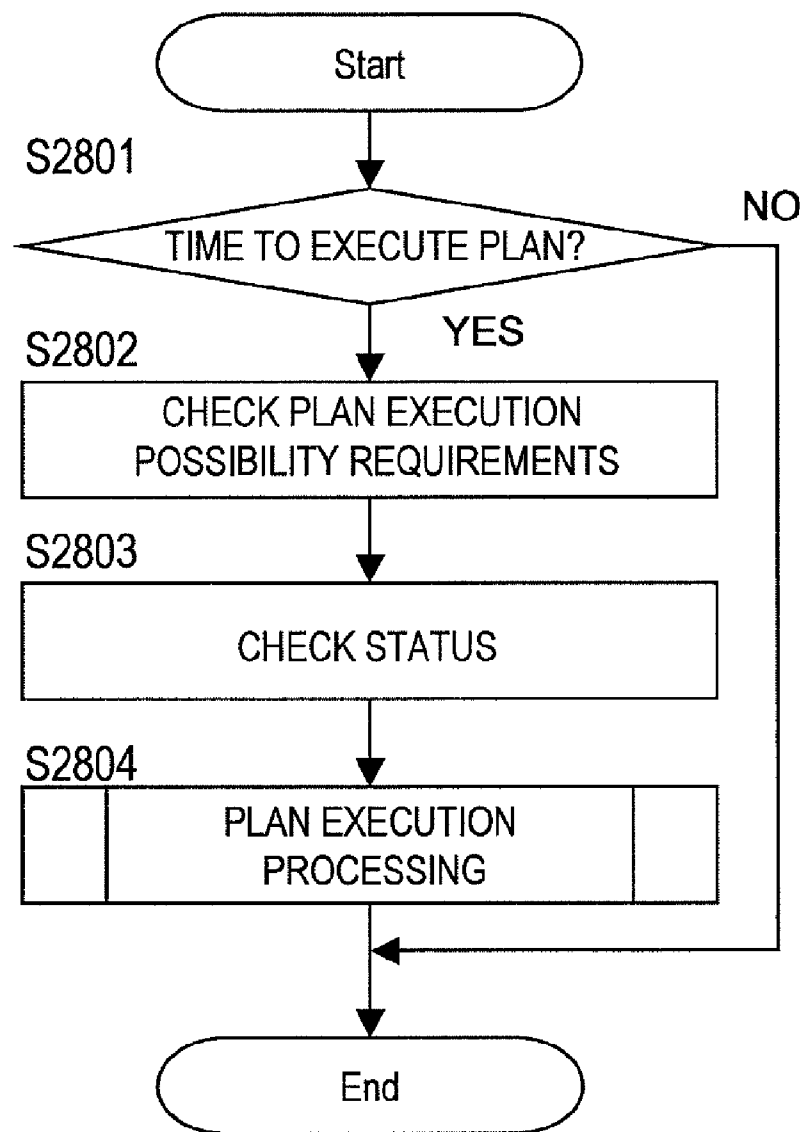 Start
S2801
TIME TO EXECUTE PLAN?
NO
YES
S2802
CHECK PLAN EXECUTION
POSSIBILITY REQUIREMENTS
S2803
CHECK STATUS
S2804
PLAN EXECUTION
PROCESSING
End